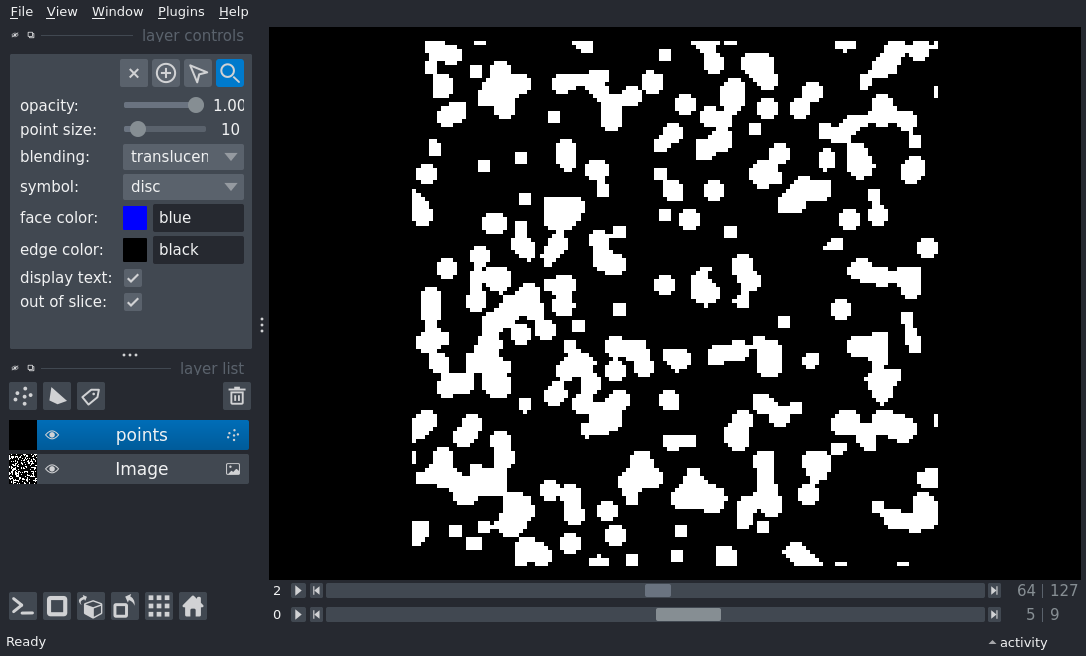 File View Window Plugins Help
layer controls
opacity: 1.00
point size: 10
blending: translucen
symbol: disc
face color: blue
edge color: black
display text:
out of slice:
layer list
points
Image
2 64 | 127
0 5 | 9
Ready activity